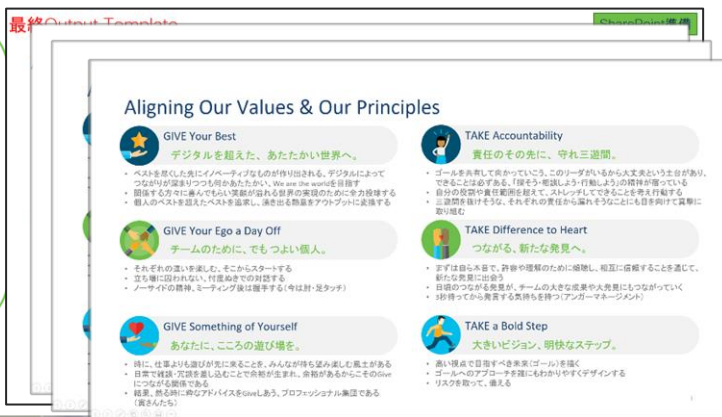 最終Output Template
SharePoint準備
Aligning Our Values & Our Principles
GIVE Your Best
デジタルを超えた、あたたかい世界へ。
• ベストを尽くした先にイノベーティブなものが作り出される、デジタルによって
つながりが深まりつつも何かあたたかい、We are the worldを目指す
• 関係する方々に喜んでもらい笑顔が溢れる世界の実現のために全力投球する
• 個人のベストを超えたベストを追求し、湧き出る熱量をアウトプットに変換する
GIVE Your Ego a Day Off
チームのために、でも つよい個人。
• それぞれの違いを楽しむ、そこからスタートする
• 立ち場に囚われない、忖度ぬきでの対話する
• ノーサイドの精神、ミーティング後は握手する（今は肘・足タッチ）
GIVE Something of Yourself
あなたに、こころの遊び場を。
• 時に、仕事よりも遊びが先に来ることを、みんなが待ち望み楽しむ風土がある
• 日常で雑談・冗談を差し込むことで余裕が生まれ、余裕があるからこそのGive
につながる関係である
• 結果、然る時に粋なアドバイスをGiveしあう、プロフェッショナル集団である
（寅さんたち）
TAKE Accountability
責任のその先に、守れ三遊間。
• ゴールを共有して向かっていこう、このリーダがいるから大丈夫という土台があり、
できることは必ずある、「探そう・相談しよう・行動しよう」の精神が宿っている
• 自分の役割や責任範囲を超えて、ストレッチしてできることを考え行動する
• 三遊間を抜けそうな、それぞれの責任から漏れそうなことにも目を向けて真摯に
取り組む
TAKE Difference to Heart
つながる、新たな発見へ。
• まずは自ら本音で、許容や理解のために傾聴し、相互に信頼することを通じて、
新たな発見に出会う
• 日頃のつながる発見が、チームの大きな成果や大発見にもつながっていく
• 3秒待ってから発言する気持ちを持つ（アンガーマネージメント）
TAKE a Bold Step
大きいビジョン、明快なステップ。
• 高い視点で目指すべき未来（ゴール）を描く
• ゴールへのアプローチを誰にもわかりやすくデザインする
• リスクを取って、備える